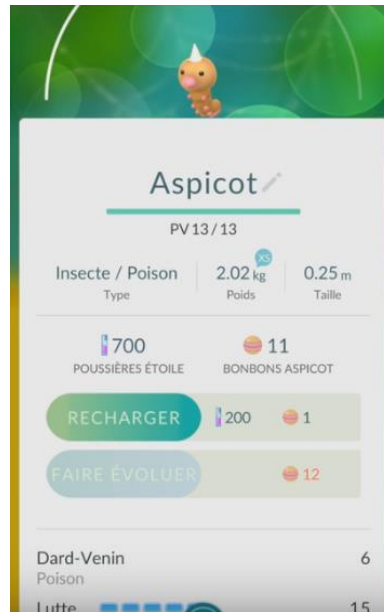 Aspicot
PV 13 / 13
XS
Insecte / Poison 2.02 kg 0.25 m
Type Poids Taille
700 11
POUSSIÈRES ÉTOILE BONBONS ASPICOT
RECHARGER 200 1
FAIRE ÉVOLUER 12
Dard-Venin 6
Poison
Lutte 15